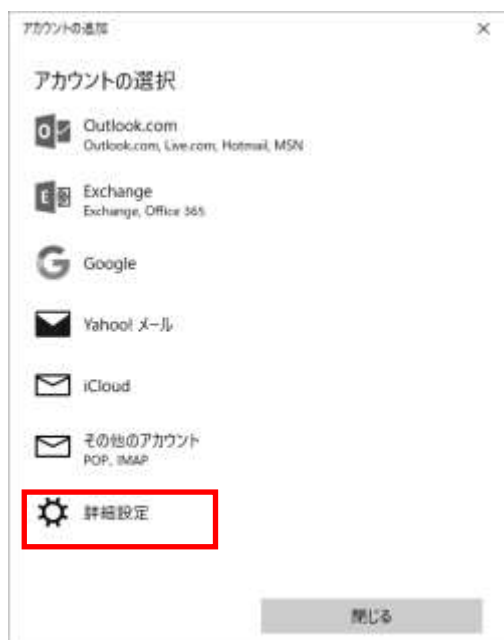 アカウントの追加
アカウントの選択
Outlook.com
Outlook.com, Live.com, Hotmail, MSN
Exchange
Exchange, Office 365
Google
Yahoo! メール
iCloud
その他のアカウント
POP、IMAP
詳細設定
閉じる